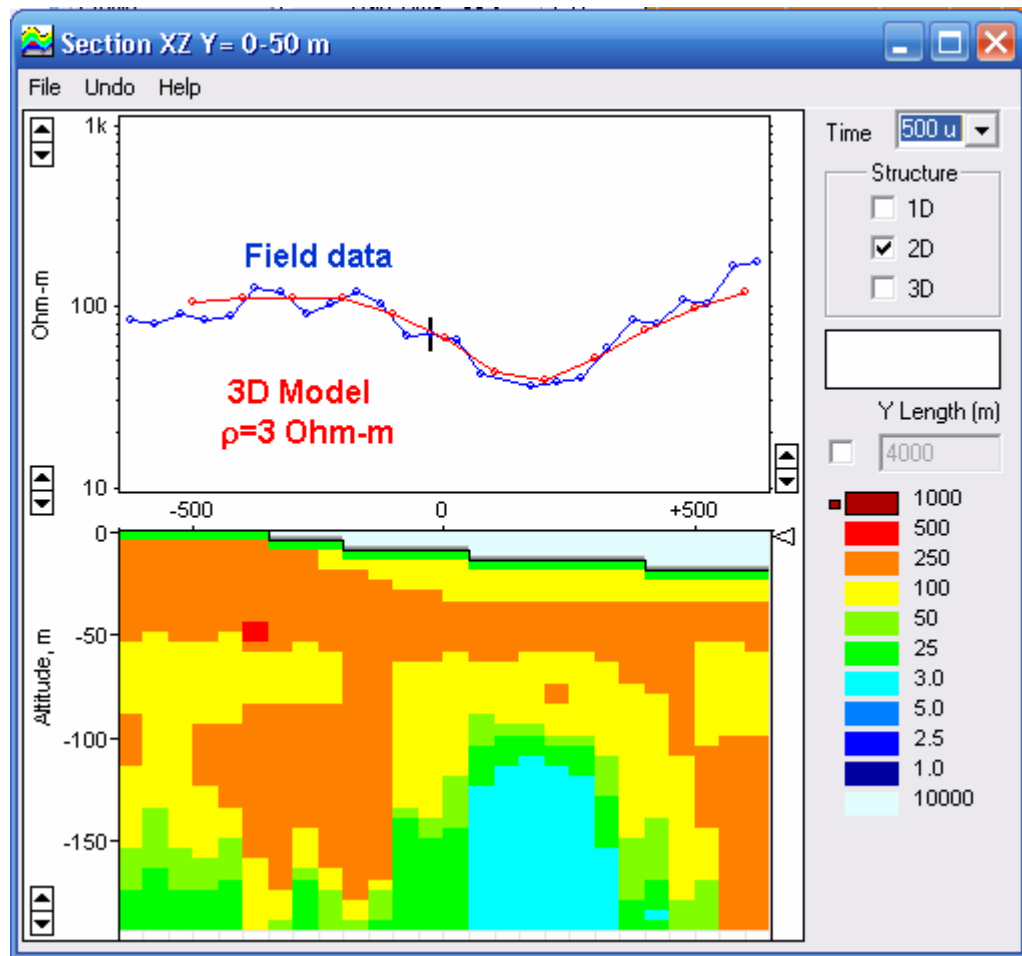 Section XZ Y= 0-50 m
File Undo Help
1k
100
10
Ohm-m
Field data
3D Model
ρ=3 Ohm-m
-500 0 +500
0
-50
-100
-150
Altitude, m
Time 500 u
Structure
1D
2D
3D
Y Length (m)
4000
1000
500
250
100
50
25
3.0
5.0
2.5
1.0
10000